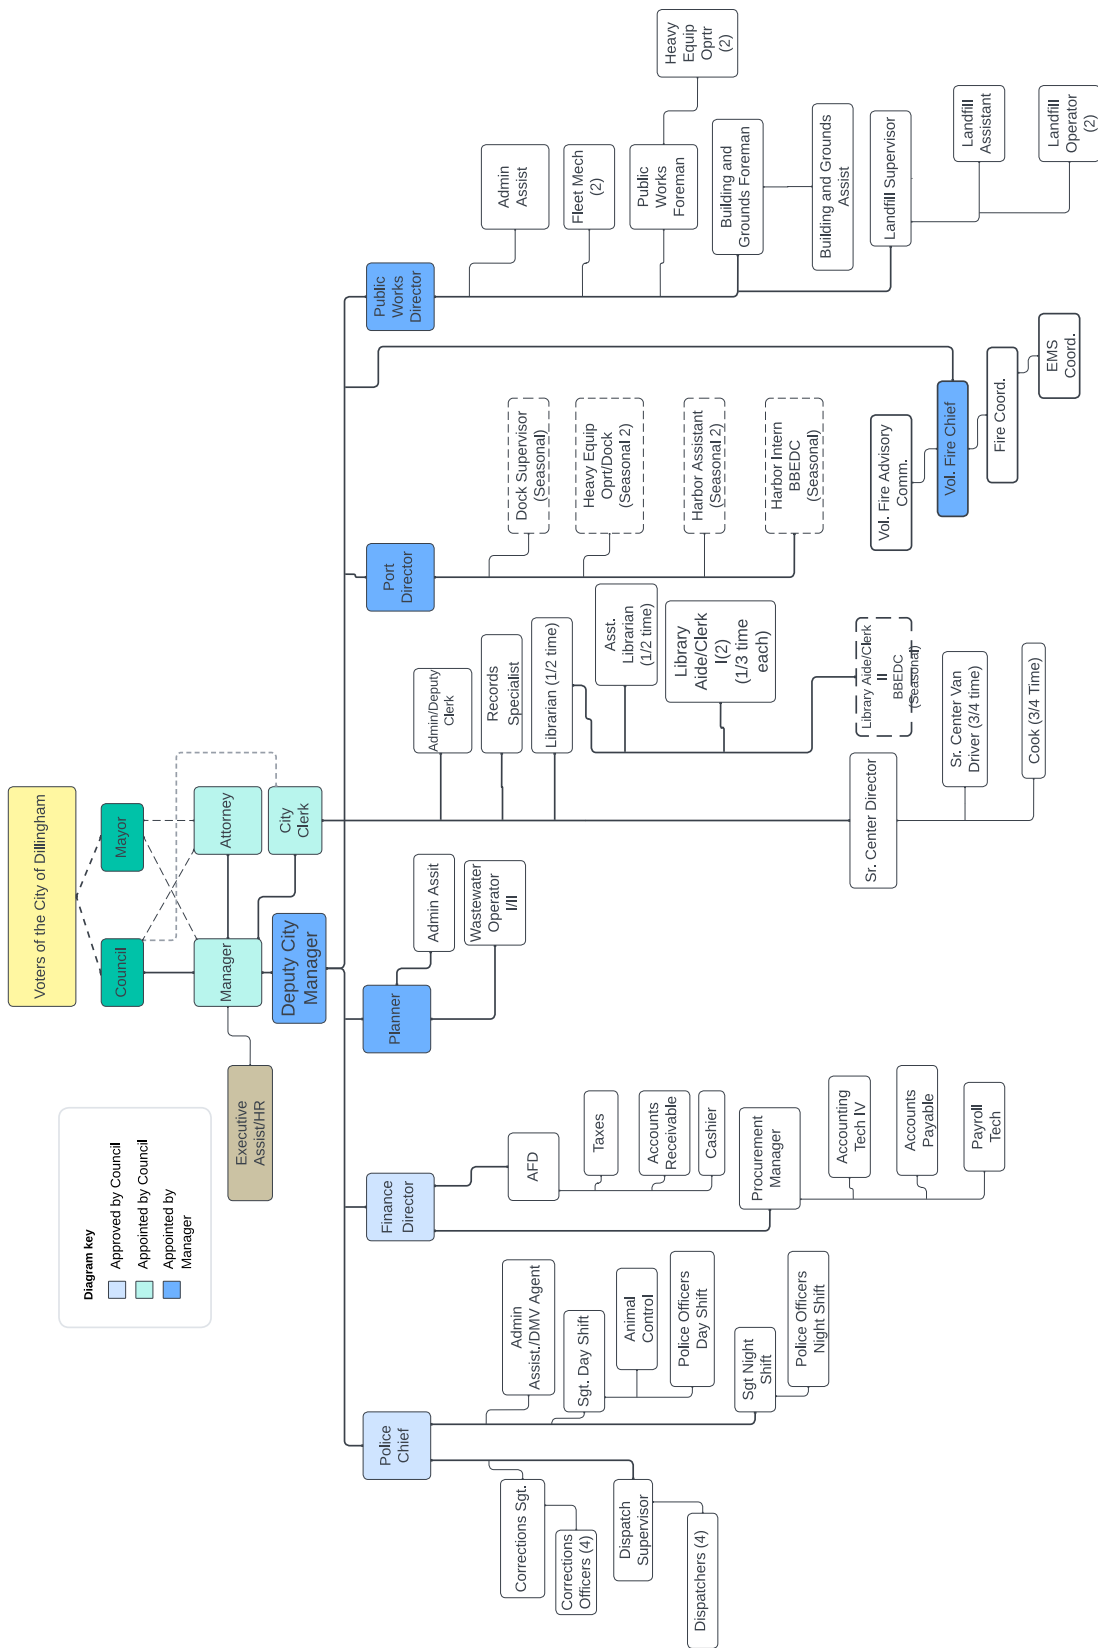 Voters of the City of Dillingham
Council
Mayor
Manager
Attorney
City
Clerk
Deputy City
Manager
Executive
Assist/HR
Diagram key
Approved by Council
Appointed by Council
Appointed by
Manager
Police
Chief
Corrections Sgt.
Corrections
Officers (4)
Dispatch
Supervisor
Dispatchers (4)
Admin
Assist./DMV Agent
Sgt. Day Shift
Animal
Control
Police Officers
Day Shift
Sgt Night
Shift
Police Officers
Night Shift
Finance
Director
AFD
Taxes
Accounts
Receivable
Cashier
Procurement
Manager
Accounting
Tech IV
Accounts
Payable
Payroll
Tech
Planner
Admin Assit
Wastewater
Operator
I/II
Admin/Deputy
Clerk
Records
Specialist
Librarian (1/2 time)
Asst.
Librarian
(1/2 time)
Library
Aide/Clerk
I(2)
(1/3 time
each)
Library Aide/Clerk
II
BBEDC
(Seasonal)
Sr. Center Director
Sr. Center Van
Driver (3/4 time)
Cook (3/4 Time)
Port
Director
Dock Supervisor
(Seasonal)
Heavy Equip
Oprt/Dock
(Seasonal 2)
Harbor Assistant
(Seasonal 2)
Harbor Intern
BBEDC
(Seasonal)
Vol. Fire Advisory
Comm.
Vol. Fire Chief
Fire Coord.
EMS
Coord.
Public
Works
Director
Admin
Assist
Fleet Mech
(2)
Public
Works
Foreman
Heavy
Equip
Oprtr
(2)
Building and
Grounds Foreman
Building and Grounds
Assist
Landfill Supervisor
Landfill
Assistant
Landfill
Operator
(2)